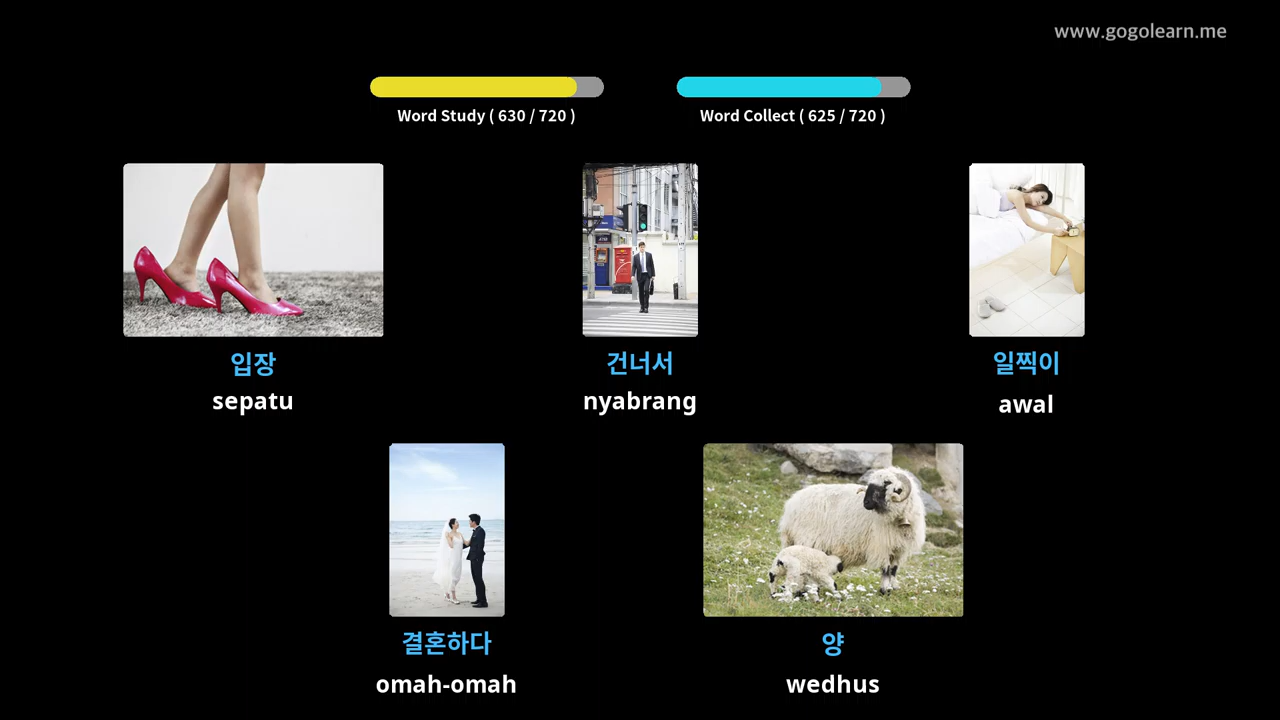 www.gogolearn.me
Word Study ( 630 / 720 )
Word Collect ( 625 / 720 )
입장
sepatu
건너서
nyabrang
일찍이
awal
결혼하다
omah-omah
양
wedhus